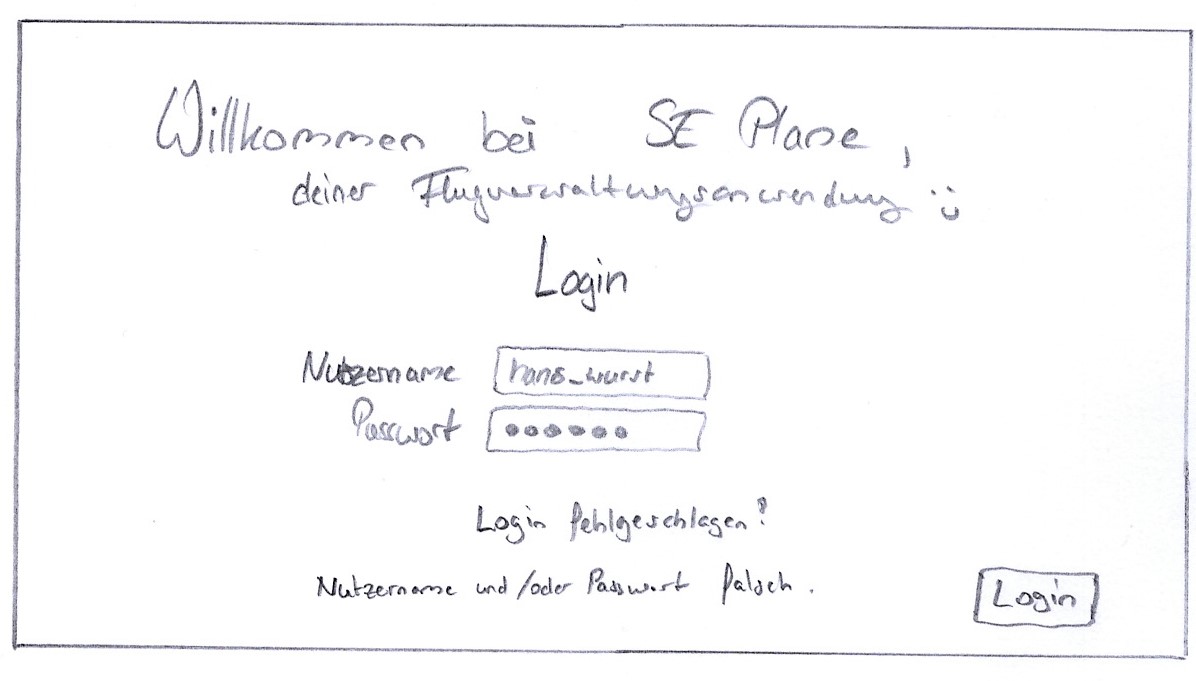 Willkommen bei SE Plane,
deiner Flugverwaltungsanwendung :)
Login
Nutzername hans_wurst
Passwort ••••••
Login fehlgeschlagen!
Nutzername und/oder Passwort falsch.
Login